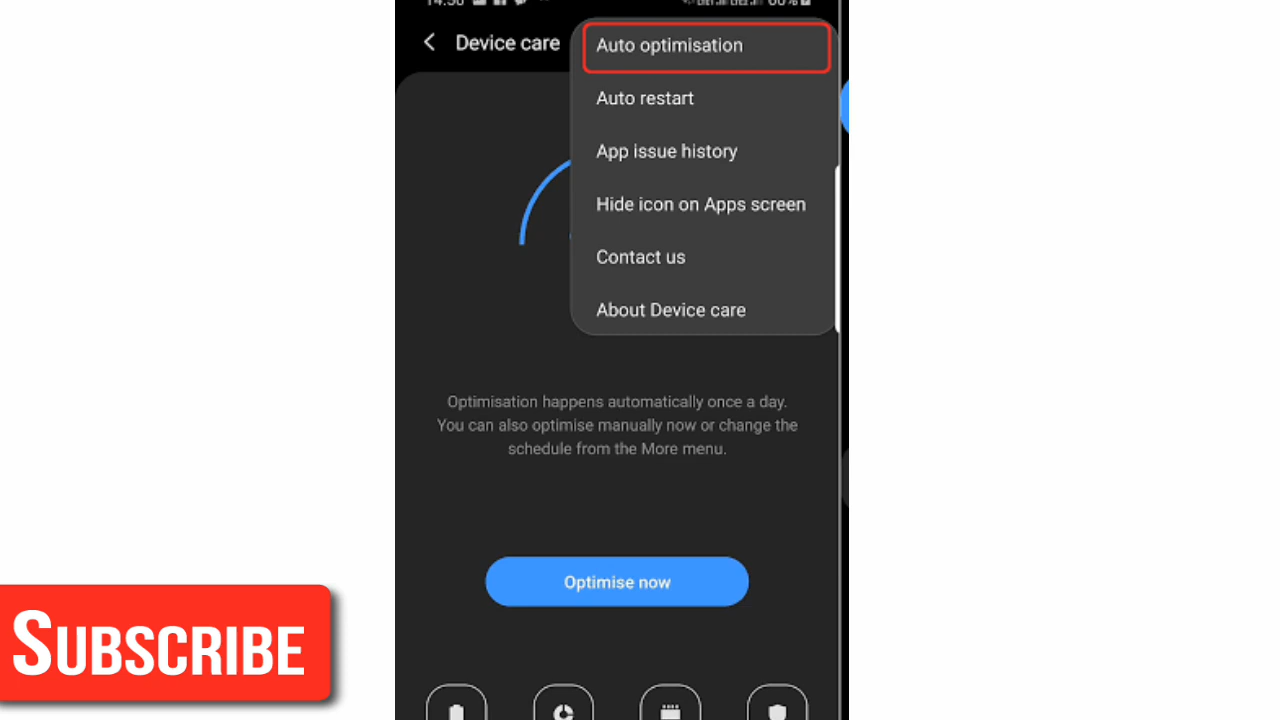 14:30
Device care
Auto optimisation
Auto restart
App issue history
Hide icon on Apps screen
Contact us
About Device care
Optimisation happens automatically once a day.
You can also optimise manually now or change the
schedule from the More menu.
Optimise now
SUBSCRIBE